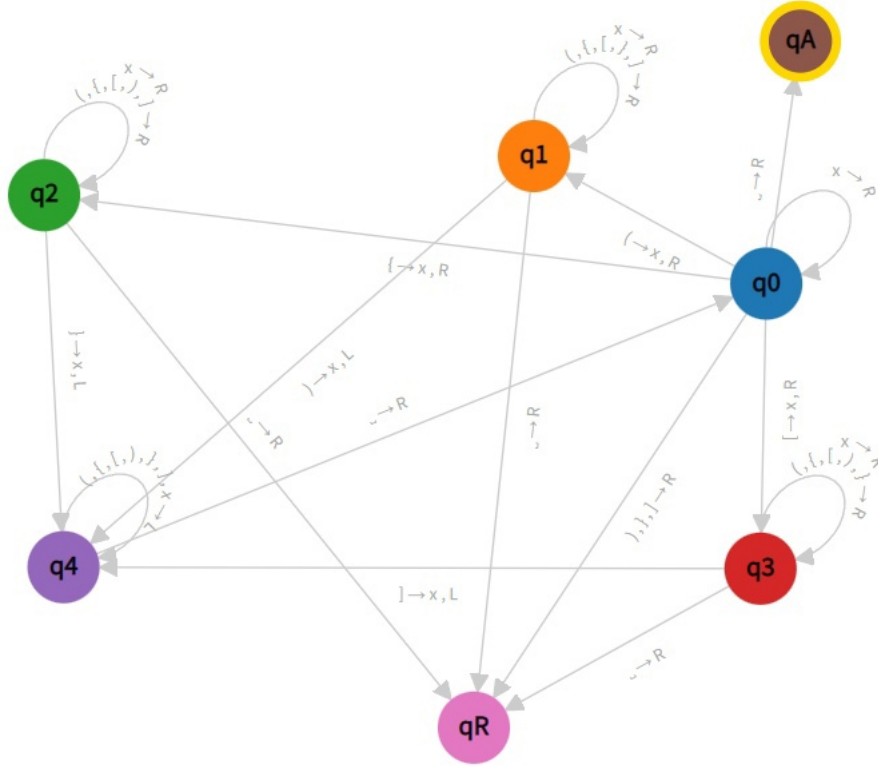 qA
x→R
(,{,[,},]→R
q1
x→R
(,{,[,),]→R
q2
˽→R
x→R
q0
(→x,R
{→x,R
}→x,L
)→x,L
˽→R
˽→R
˽→R
[→x,R
x→R
(,{,[,),}→R
q3
(,{,[,),},],x
→L
q4
),},]→R
]→x,L
˽→R
qR